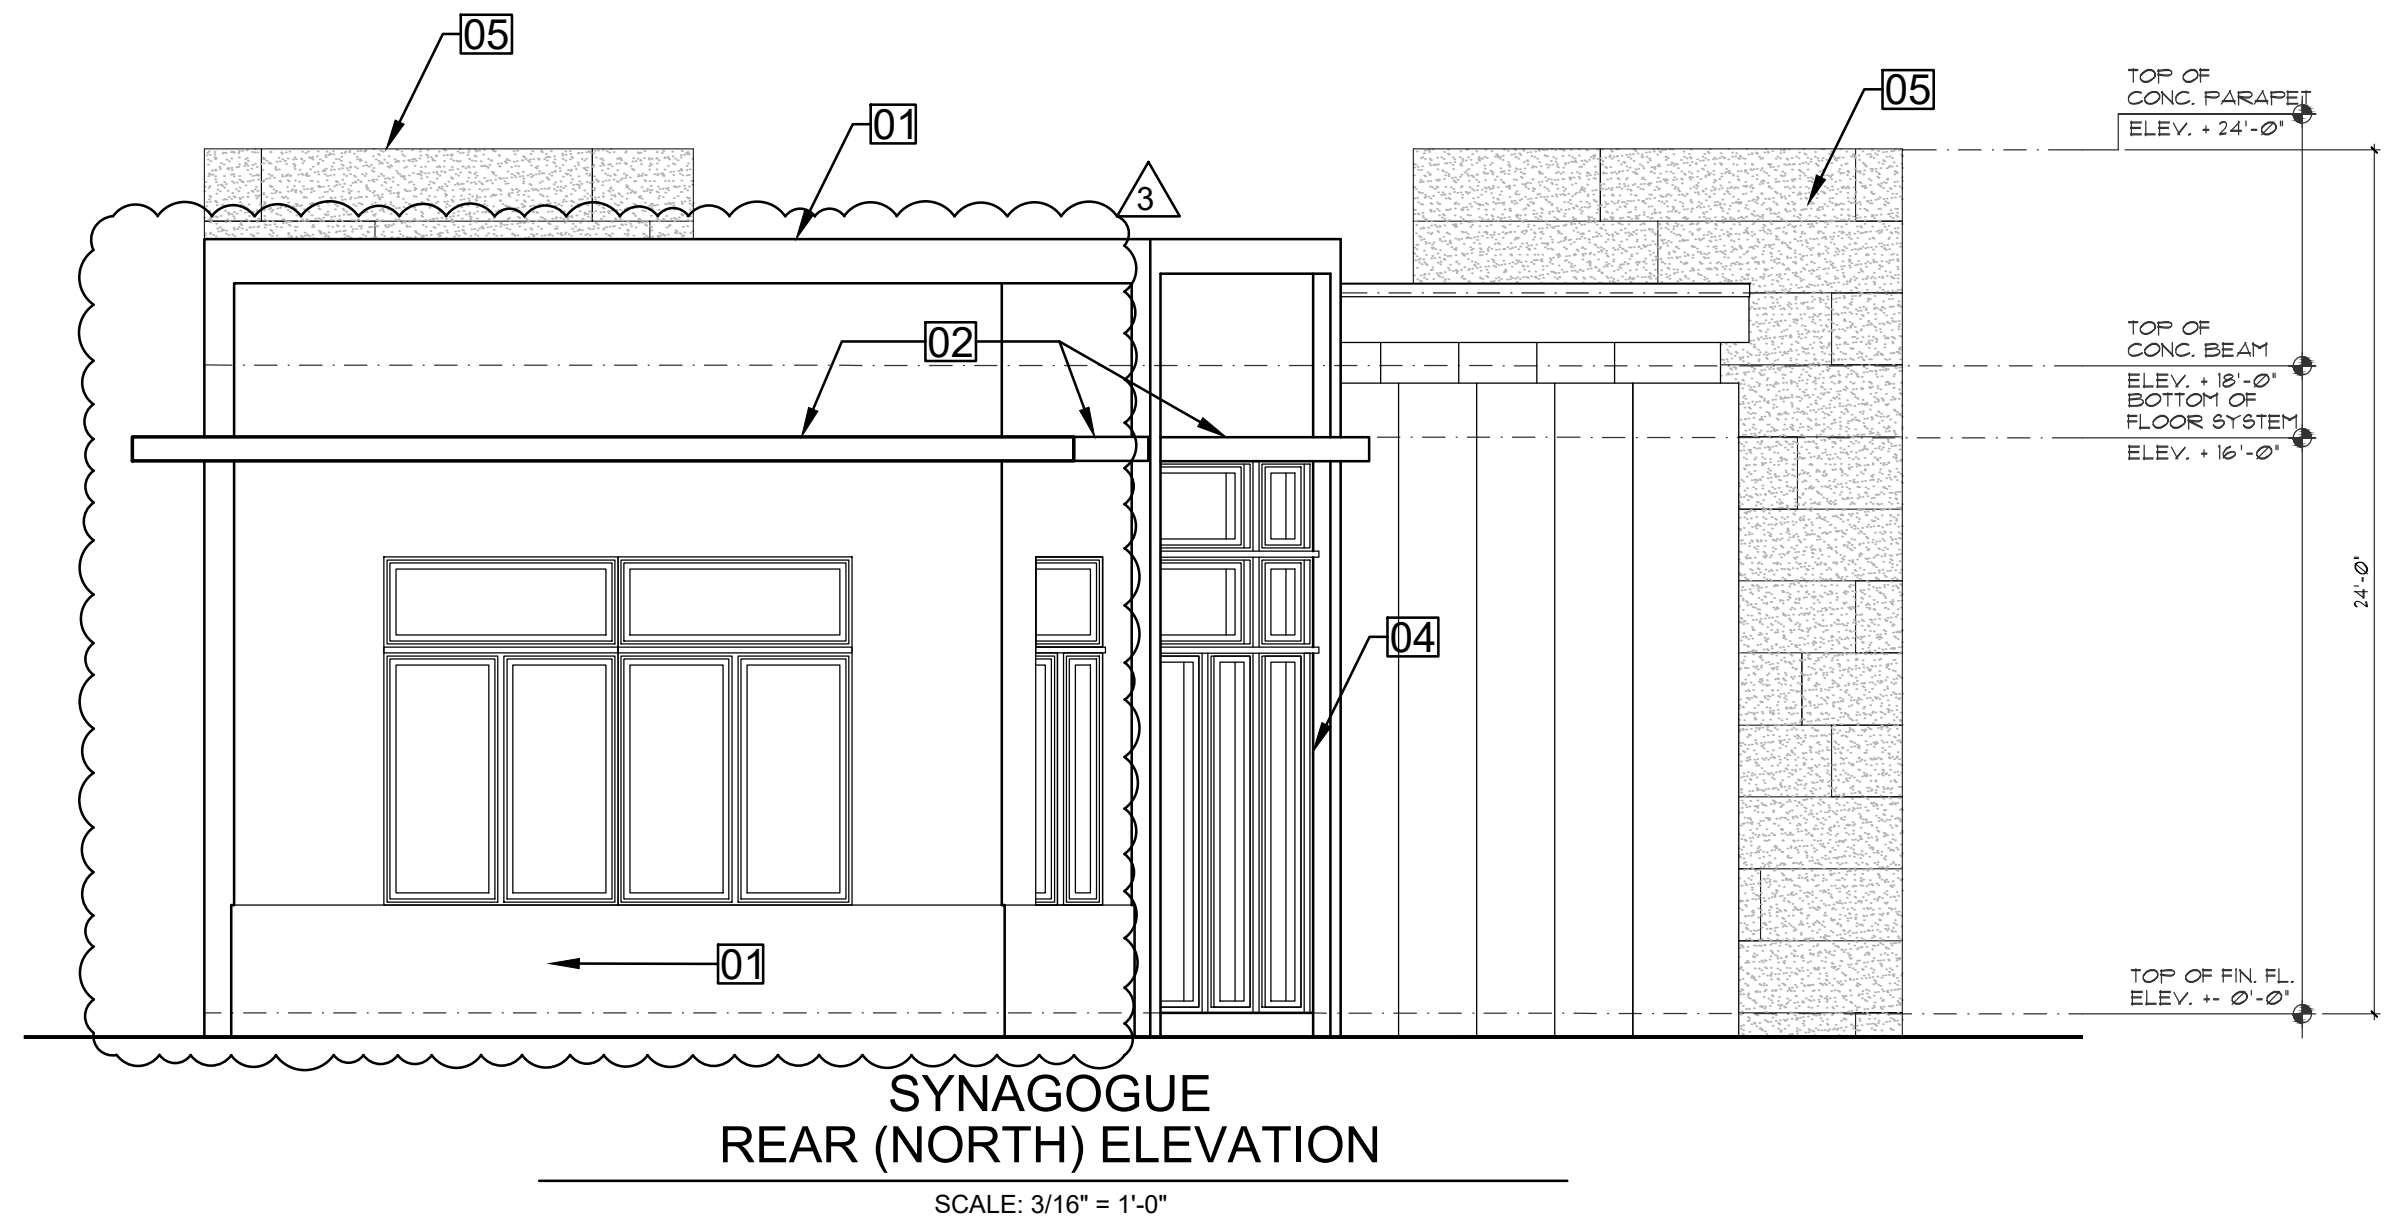 05
01
05
3
02
04
01
TOP OF
CONC. PARAPET
ELEV. + 24'-0"
TOP OF
CONC. BEAM
ELEV. + 18'-0"
BOTTOM OF
FLOOR SYSTEM
ELEV. + 16'-0"
24'-0"
TOP OF FIN. FL.
ELEV. +- 0'-0"
SYNAGOGUE
REAR (NORTH) ELEVATION
SCALE: 3/16" = 1'-0"